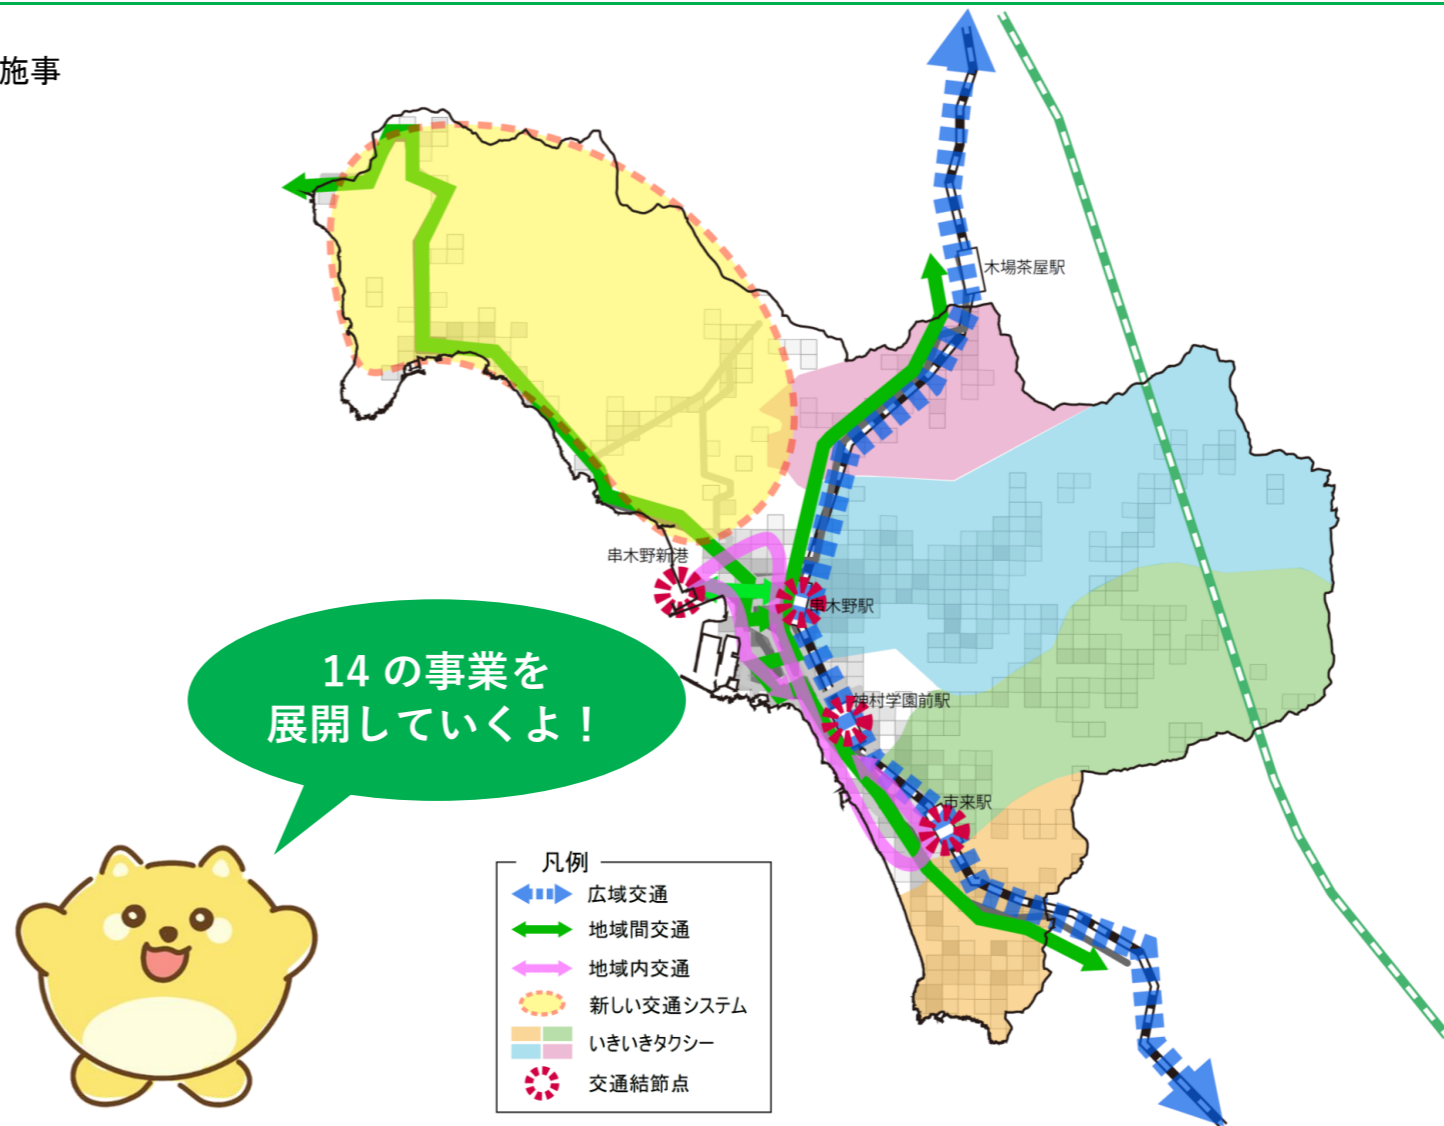 施事
木場茶屋駅
串木野新港
串木野駅
14 の事業を
展開していくよ！
神村学園前駅
市来駅
凡例
広域交通
地域間交通
地域内交通
新しい交通システム
いきいきタクシー
交通結節点